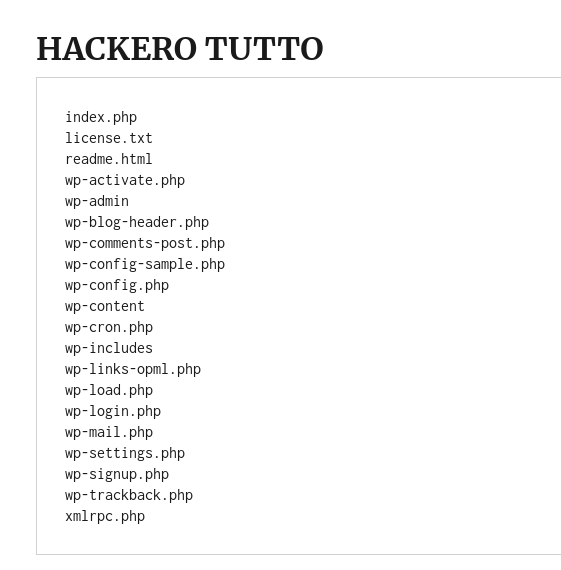 HACKERO TUTTO
index.php
license.txt
readme.html
wp-activate.php
wp-admin
wp-blog-header.php
wp-comments-post.php
wp-config-sample.php
wp-config.php
wp-content
wp-cron.php
wp-includes
wp-links-opml.php
wp-load.php
wp-login.php
wp-mail.php
wp-settings.php
wp-signup.php
wp-trackback.php
xmlrpc.php